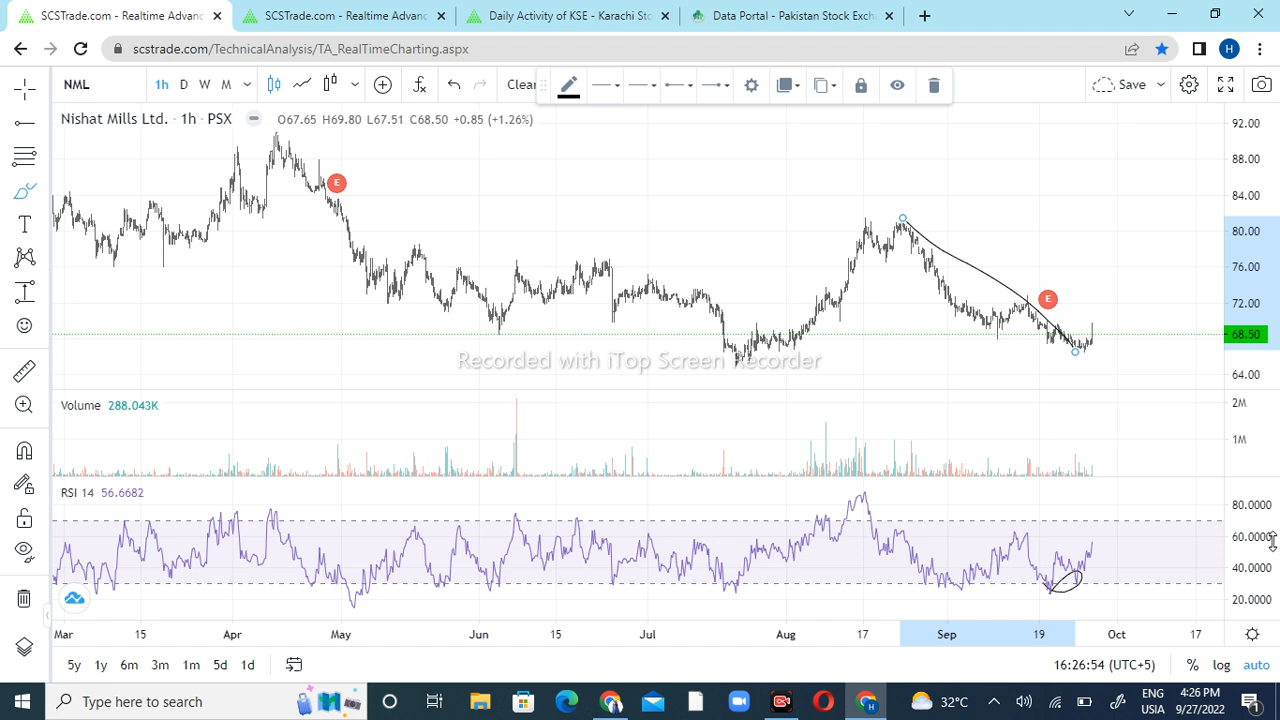 SCSTrade.com - Realtime Advanc
SCSTrade.com - Realtime Advanc
Daily Activity of KSE - Karachi Sto
Data Portal - Pakistan Stock Exch
scstrade.com/TechnicalAnalysis/TA_RealTimeCharting.aspx
H
NML 1h D W M Clear Save
Nishat Mills Ltd. · 1h · PSX O67.65 H69.80 L67.51 C68.50 +0.85 (+1.26%)
92.00
88.00
84.00
80.00
76.00
72.00
68.50
64.00
E
E
Recorded with iTop Screen Recorder
Volume 288.043K
2M
1M
RSI 14 56.6682
80.0000
60.0000
40.0000
20.0000
Mar 15 Apr May Jun 15 Jul Aug 17 Sep 19 Oct 17
5y 1y 6m 3m 1m 5d 1d 16:26:54 (UTC+5) % log auto
Type here to search
32°C
ENG
USIA
4:26 PM
9/27/2022
1